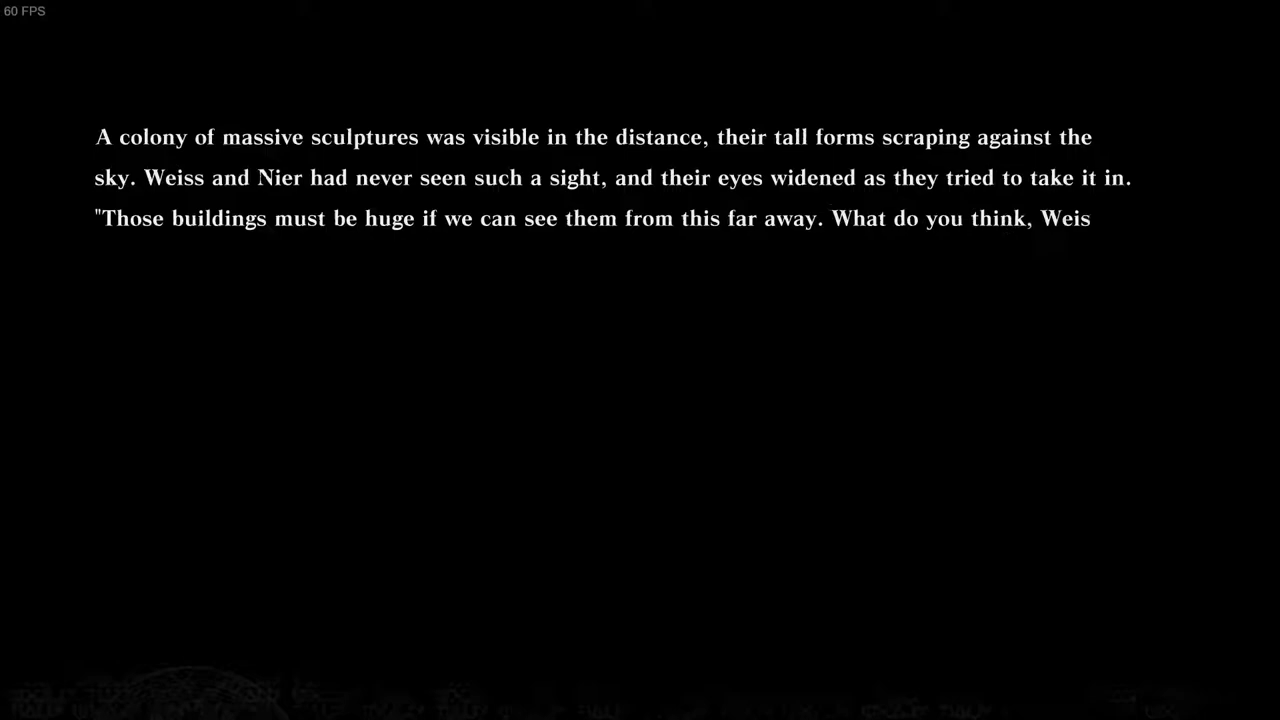 60 FPS
A colony of massive sculptures was visible in the distance, their tall forms scraping against the
sky. Weiss and Nier had never seen such a sight, and their eyes widened as they tried to take it in.
"Those buildings must be huge if we can see them from this far away. What do you think, Weis